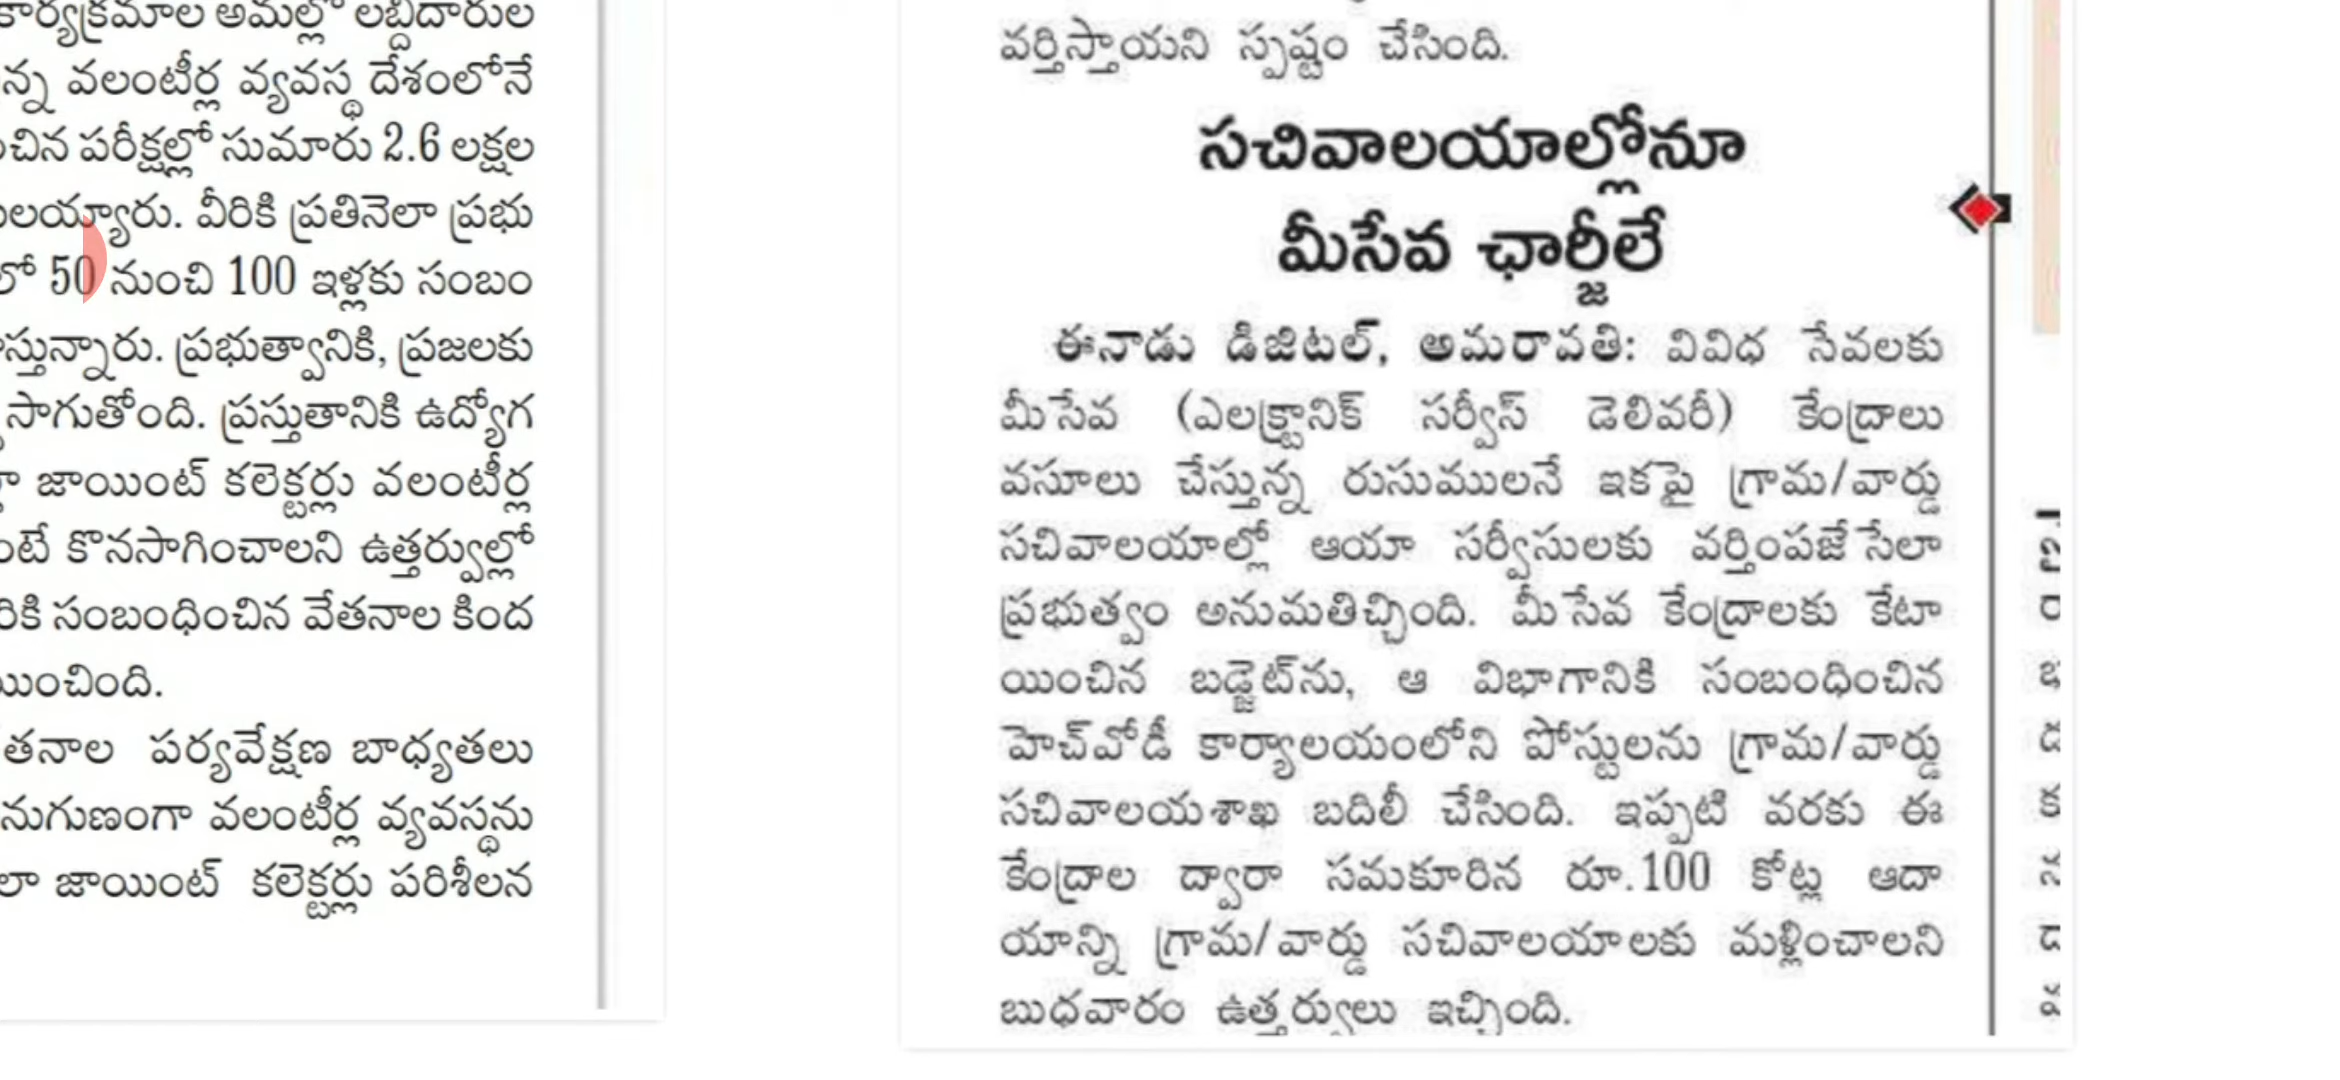 కార్యక్రమాల అమల్లో లబ్దిదారుల
న్న వలంటీర్ల వ్యవస్థ దేశంలోనే
చిన పరీక్షల్లో సుమారు 2.6 లక్షల
లయ్యారు. వీరికి ప్రతినెలా ప్రభు
లో 50 నుంచి 100 ఇళ్లకు సంబం
స్తున్నారు. ప్రభుత్వానికి, ప్రజలకు
సాగుతోంది. ప్రస్తుతానికి ఉద్యోగ
జాయింట్ కలెక్టర్లు వలంటీర్ల
ంటే కొనసాగించాలని ఉత్తర్వుల్లో
రికి సంబంధించిన వేతనాల కింద
యించింది.
తనాల పర్యవేక్షణ బాధ్యతలు
నుగుణంగా వలంటీర్ల వ్యవస్థను
లా జాయింట్ కలెక్టర్లు పరిశీలన
వర్తిస్తాయని స్పష్టం చేసింది.
సచివాలయాల్లోనూ
మీసేవ ఛార్జీలే
ఈనాడు డిజిటల్, అమరావతి: వివిధ సేవలకు
మీసేవ (ఎలక్ట్రానిక్ సర్వీస్ డెలివరీ) కేంద్రాలు
వసూలు చేస్తున్న రుసుములనే ఇకపై గ్రామ/వార్డు
సచివాలయాల్లో ఆయా సర్వీసులకు వర్తింపజేసేలా
ప్రభుత్వం అనుమతిచ్చింది. మీసేవ కేంద్రాలకు కేటా
యించిన బడ్జెట్‌ను, ఆ విభాగానికి సంబంధించిన
హెచ్‌వోడీ కార్యాలయంలోని పోస్టులను గ్రామ/వార్డు
సచివాలయశాఖ బదిలీ చేసింది. ఇప్పటి వరకు ఈ
కేంద్రాల ద్వారా సమకూరిన రూ.100 కోట్ల ఆదా
యాన్ని గ్రామ/వార్డు సచివాలయాలకు మళ్లించాలని
బుధవారం ఉత్తర్వులు ఇచ్చింది.